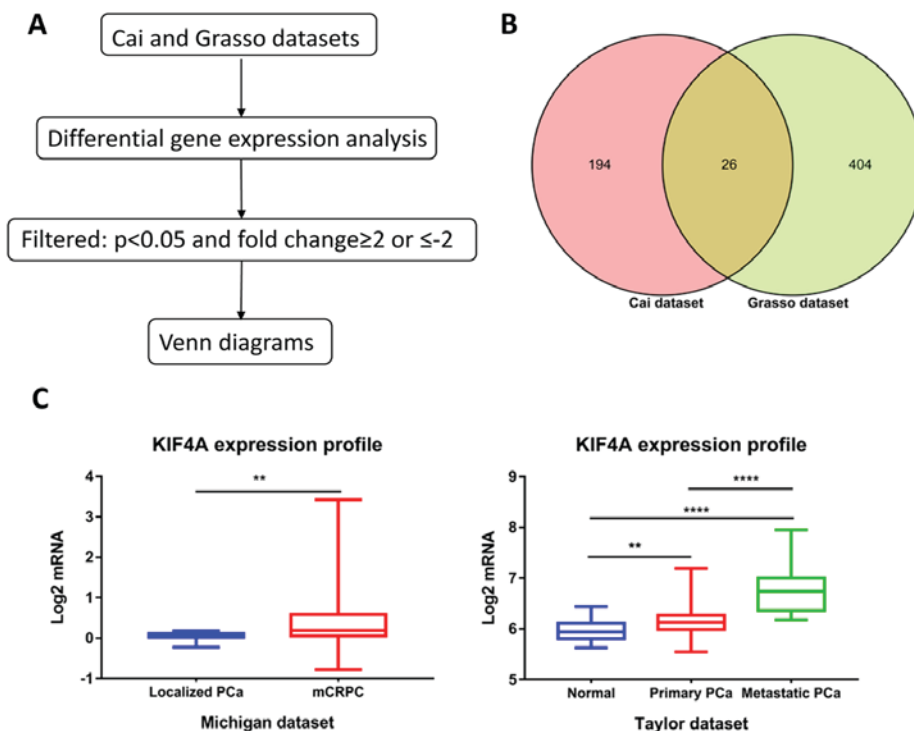 A
Cai and Grasso datasets
Differential gene expression analysis
Filtered: p<0.05 and fold change≥2 or ≤-2
Venn diagrams
B
194
26
404
Cai dataset
Grasso dataset
C
KIF4A expression profile
**
Log2 mRNA
4
3
2
1
0
-1
Localized PCa
mCRPC
Michigan dataset
KIF4A expression profile
****
****
**
Log2 mRNA
9
8
7
6
5
Normal
Primary PCa
Metastatic PCa
Taylor dataset